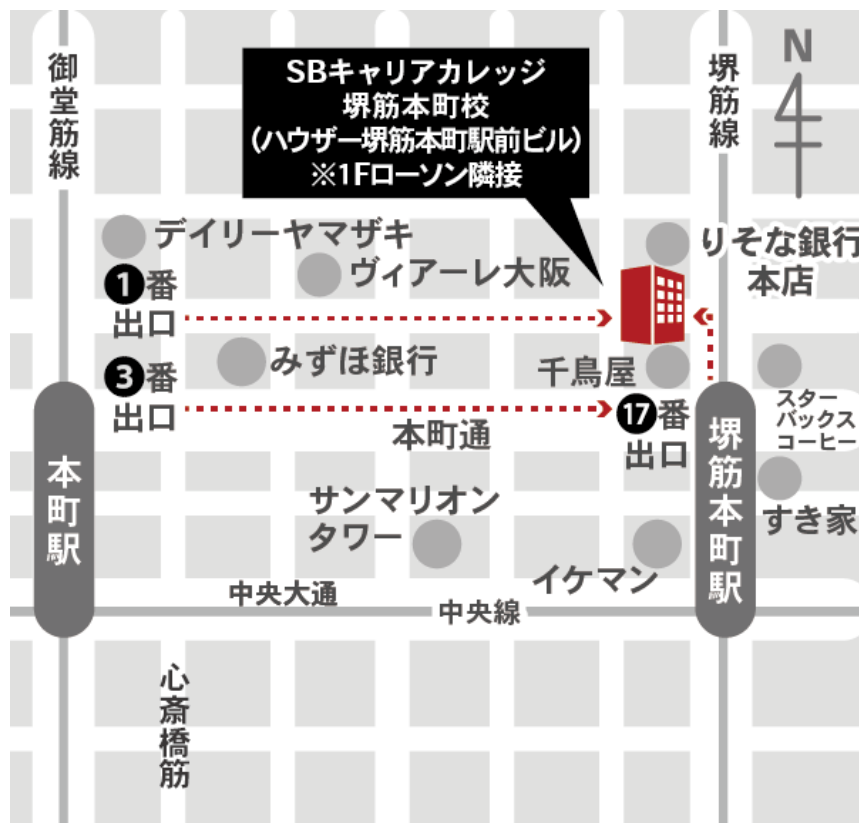 御堂筋線
SBキャリアカレッジ
堺筋本町校
(ハウザー堺筋本町駅前ビル)
※1Fローソン隣接
堺筋線
N
デイリーヤマザキ
ヴィアーレ大阪
りそな銀行
本店
1番
出口
みずほ銀行
千鳥屋
3番
出口
本町通
17番
出口
スター
バックス
コーヒー
本町駅
堺筋本町駅
サンマリオン
タワー
すき家
イケマン
中央大通
中央線
心斎橋筋